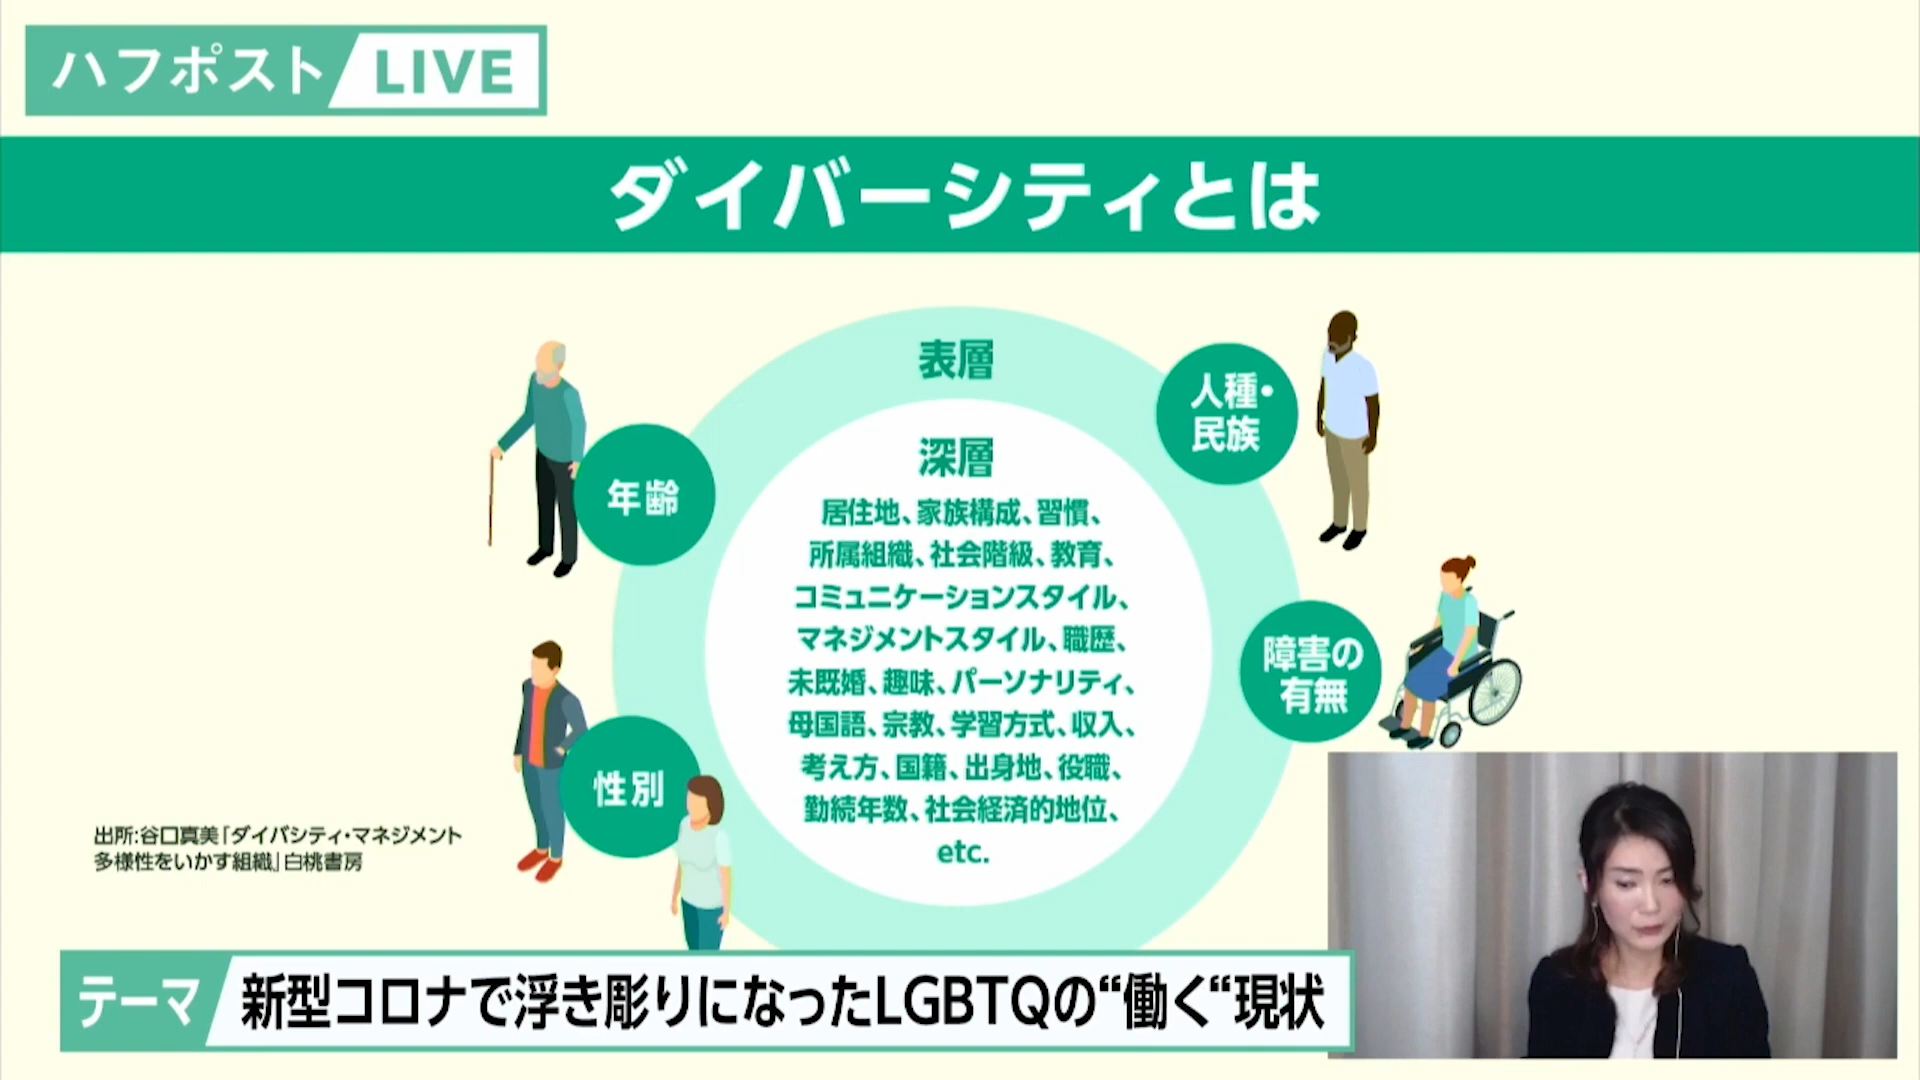 ハフポスト LIVE
ダイバーシティとは
表層
人種・
民族
深層
年齢
居住地、家族構成、習慣、
所属組織、社会階級、教育、
コミュニケーションスタイル、
マネジメントスタイル、職歴、
未既婚、趣味、パーソナリティ、
母国語、宗教、学習方式、収入、
考え方、国籍、出身地、役職、
勤続年数、社会経済的地位、
etc.
障害の
有無
性別
出所:谷口真美「ダイバシティ・マネジメント
多様性をいかす組織」白桃書房
テーマ 新型コロナで浮き彫りになったLGBTQの“働く“現状